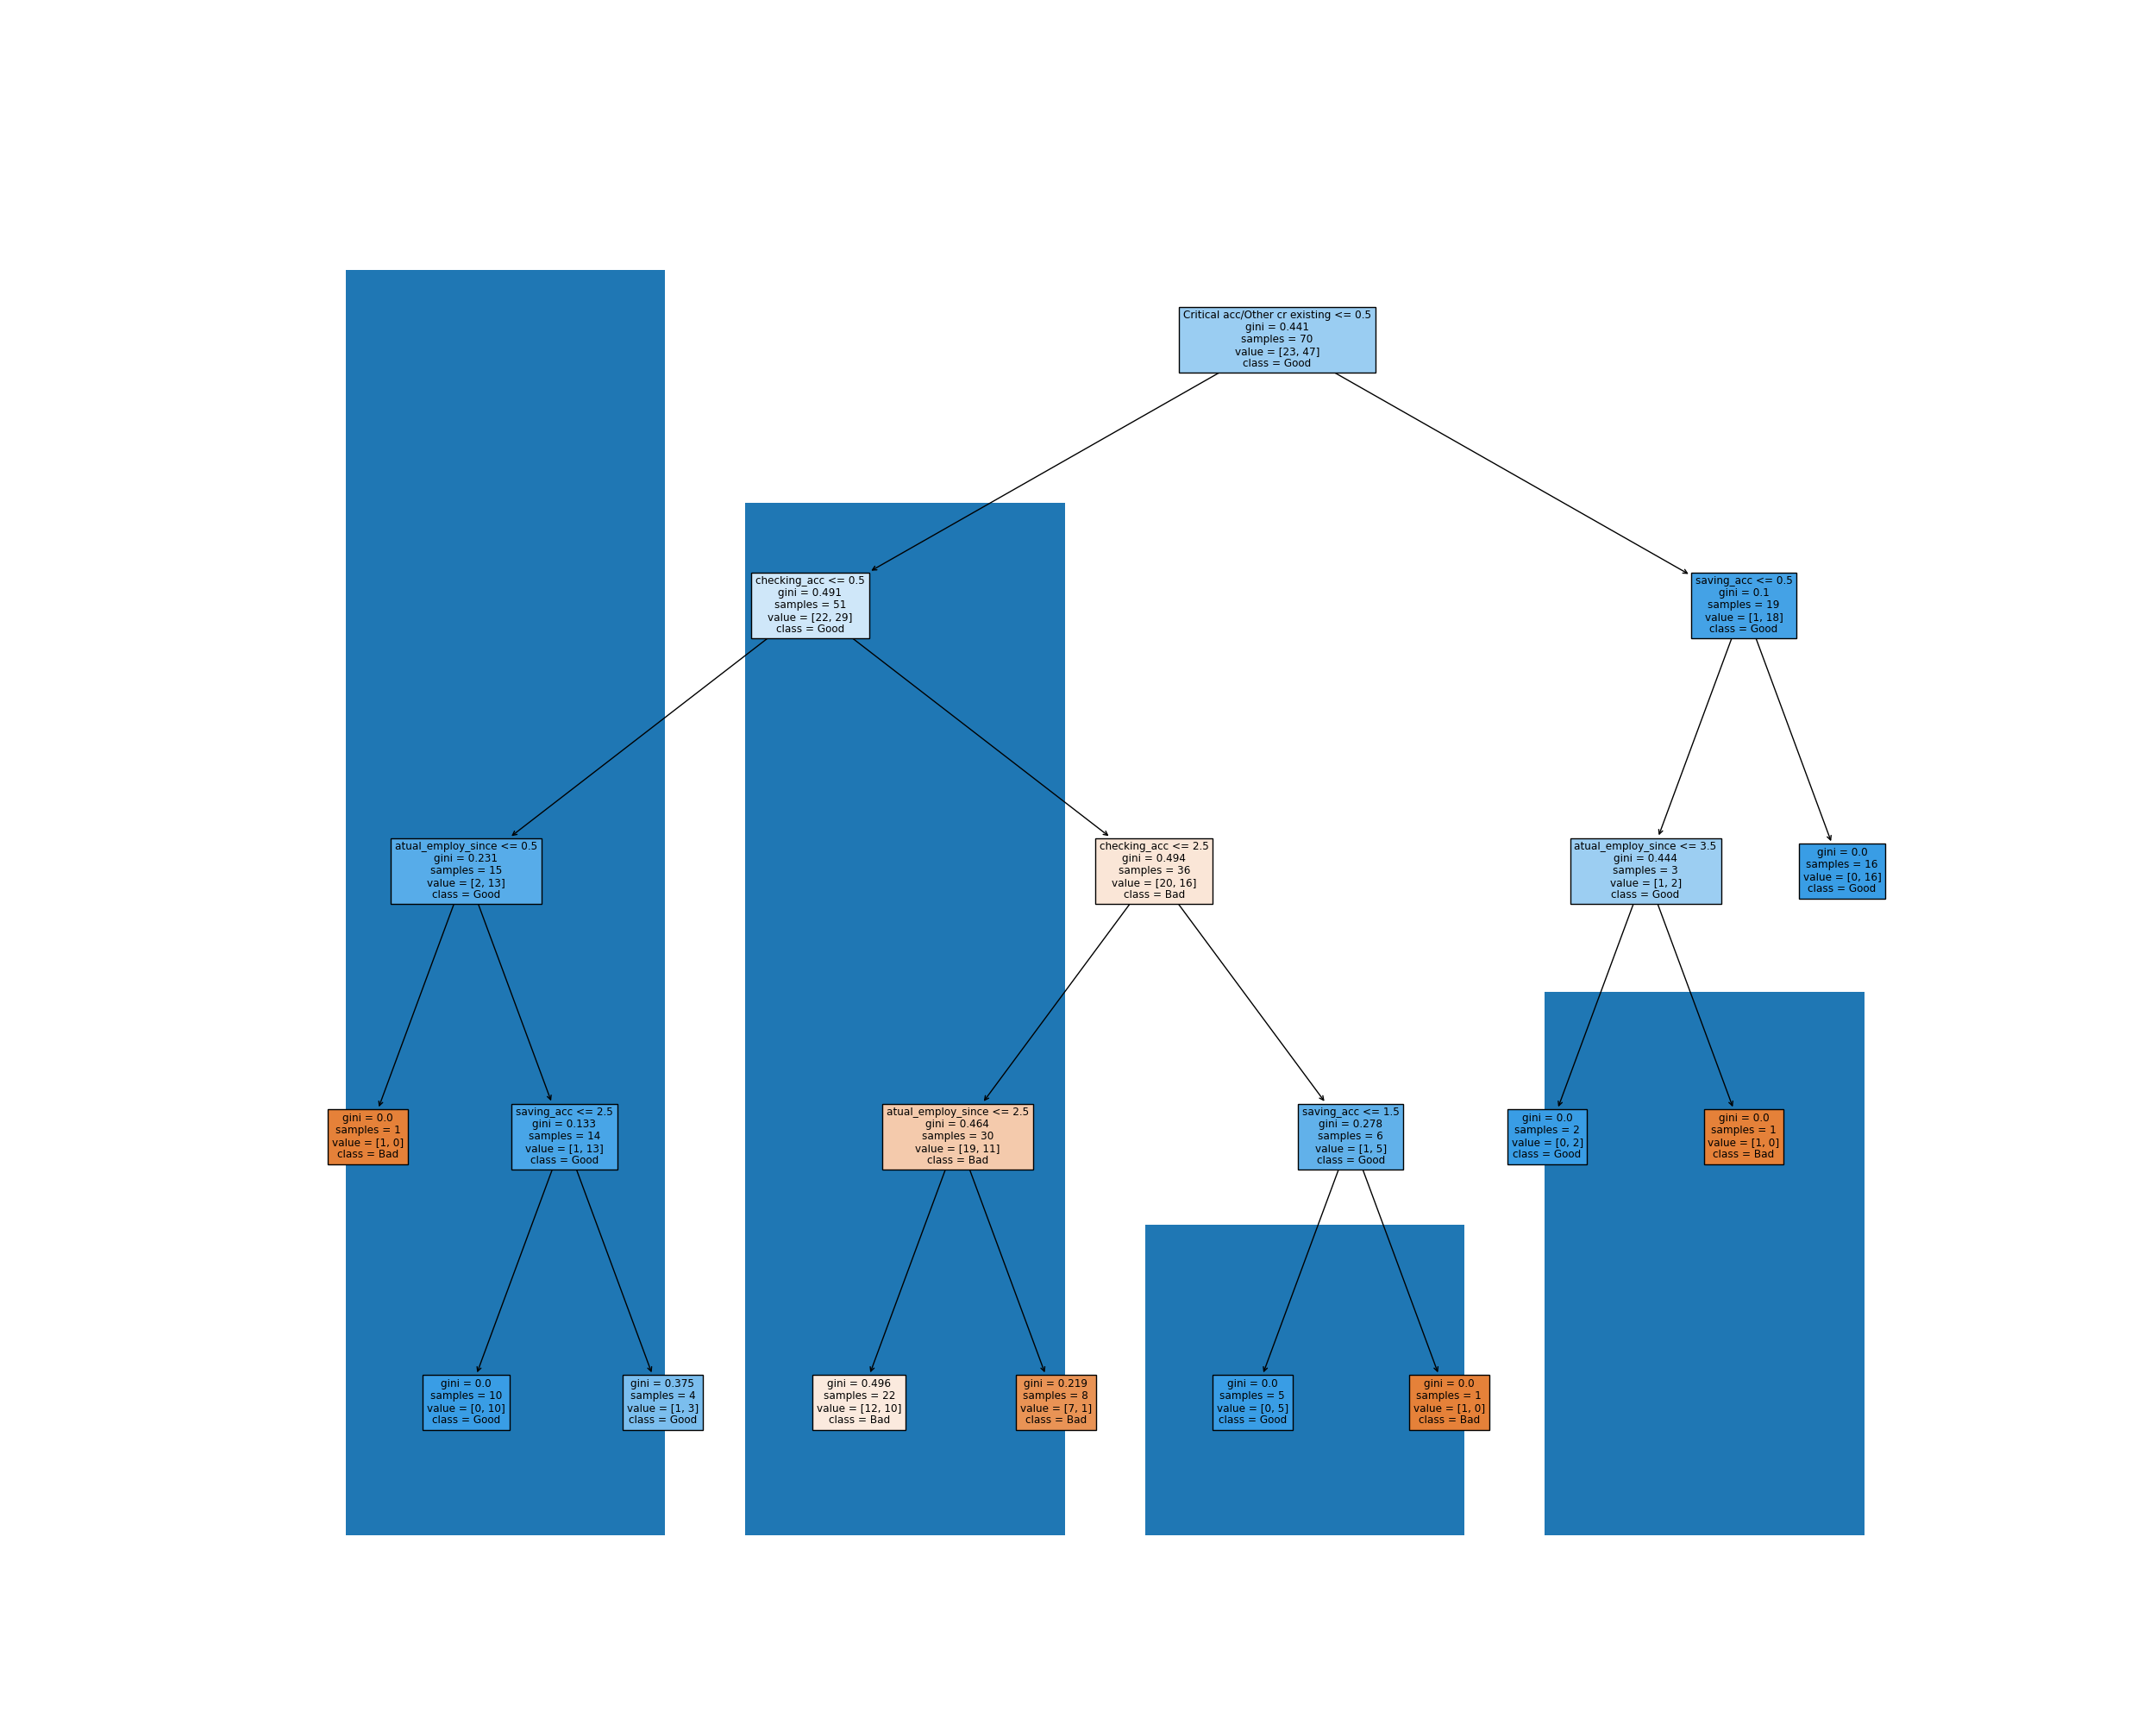 Critical acc/Other cr existing <= 0.5
gini = 0.441
samples = 70
value = [23, 47]
class = Good
checking_acc <= 0.5
gini = 0.491
samples = 51
value = [22, 29]
class = Good
saving_acc <= 0.5
gini = 0.1
samples = 19
value = [1, 18]
class = Good
atual_employ_since <= 0.5
gini = 0.231
samples = 15
value = [2, 13]
class = Good
checking_acc <= 2.5
gini = 0.494
samples = 36
value = [20, 16]
class = Bad
atual_employ_since <= 3.5
gini = 0.444
samples = 3
value = [1, 2]
class = Good
gini = 0.0
samples = 16
value = [0, 16]
class = Good
gini = 0.0
samples = 1
value = [1, 0]
class = Bad
saving_acc <= 2.5
gini = 0.133
samples = 14
value = [1, 13]
class = Good
atual_employ_since <= 2.5
gini = 0.464
samples = 30
value = [19, 11]
class = Bad
saving_acc <= 1.5
gini = 0.278
samples = 6
value = [1, 5]
class = Good
gini = 0.0
samples = 2
value = [0, 2]
class = Good
gini = 0.0
samples = 1
value = [1, 0]
class = Bad
gini = 0.0
samples = 10
value = [0, 10]
class = Good
gini = 0.375
samples = 4
value = [1, 3]
class = Good
gini = 0.496
samples = 22
value = [12, 10]
class = Bad
gini = 0.219
samples = 8
value = [7, 1]
class = Bad
gini = 0.0
samples = 5
value = [0, 5]
class = Good
gini = 0.0
samples = 1
value = [1, 0]
class = Bad